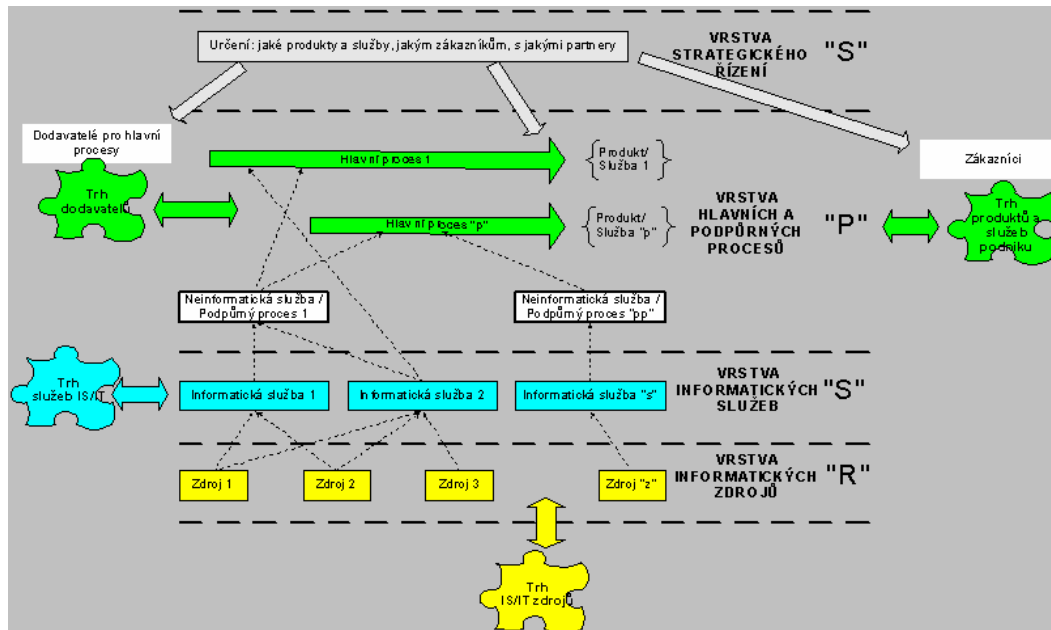 Určení: jaké produkty a služby, jakým zákazníkům, s jakými partnery
VRSTVA
STRATEGICKÉHO
ŘÍZENÍ
"S"
Dodavatelé pro hlavní
procesy
Hlavní proces 1
Produkt/
Služba 1
Zákazníci
Trh
dodavatelů
Hlavní proces "p"
Produkt/
Služba "p"
VRSTVA
HLAVNÍCH A
PODPŮRNÝCH
PROCESŮ
"P"
Trh
produktů a
služeb
podniku
Neinformatická služba /
Podpůrný proces 1
Neinformatická služba /
Podpůrný proces "pp"
Trh
služeb IS/IT
Informatická služba 1
Informatická služba 2
Informatická služba "s"
VRSTVA
INFORMATICKÝCH
SLUŽEB
"S"
Zdroj 1
Zdroj 2
Zdroj 3
Zdroj "z"
VRSTVA
INFORMATICKÝCH
ZDROJŮ
"R"
Trh
IS/IT zdrojů